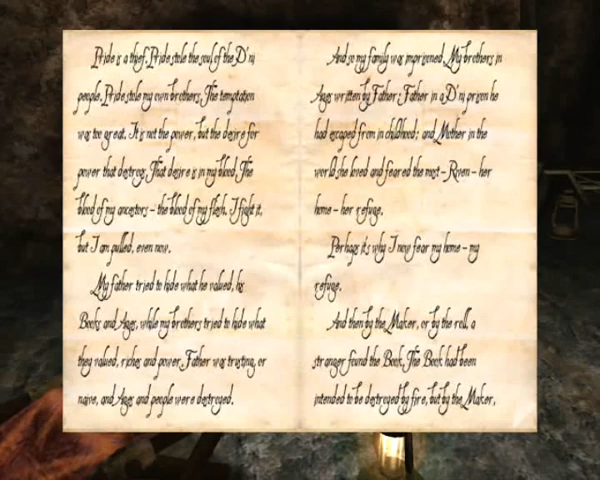 Pride is a thief. Pride stole the soul of the D'ni
people. Pride stole my own brothers. The temptation
was too great. It is not the power, but the desire for
power that destroys. That desire is in my blood. The
blood of my ancestors - the blood of my flesh. I fight it,
but I am pulled, even now.
My father tried to hide what he valued, his
Books and Ages, while my brothers tried to hide what
they valued, riches and power. Father was trusting, or
naive, and Ages and people were destroyed.
And so my family was imprisoned. My brothers in
Ages written by Father; Father in a D'ni prison he
had escaped from in childhood; and Mother in the
world she loved and feared the most - Riven - her
home - her refuge.
Perhaps it's why I now fear my home - my
refuge.
And then by the Maker, or by the roll, a
stranger found the Book. The Book had been
intended to be destroyed by fire, but by the Maker,